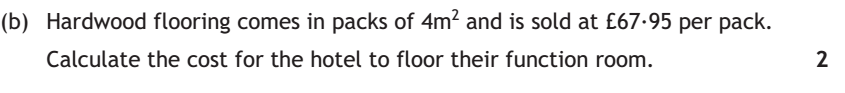 (b) Hardwood flooring comes in packs of 4m² and is sold at £67·95 per pack.
Calculate the cost for the hotel to floor their function room. 2